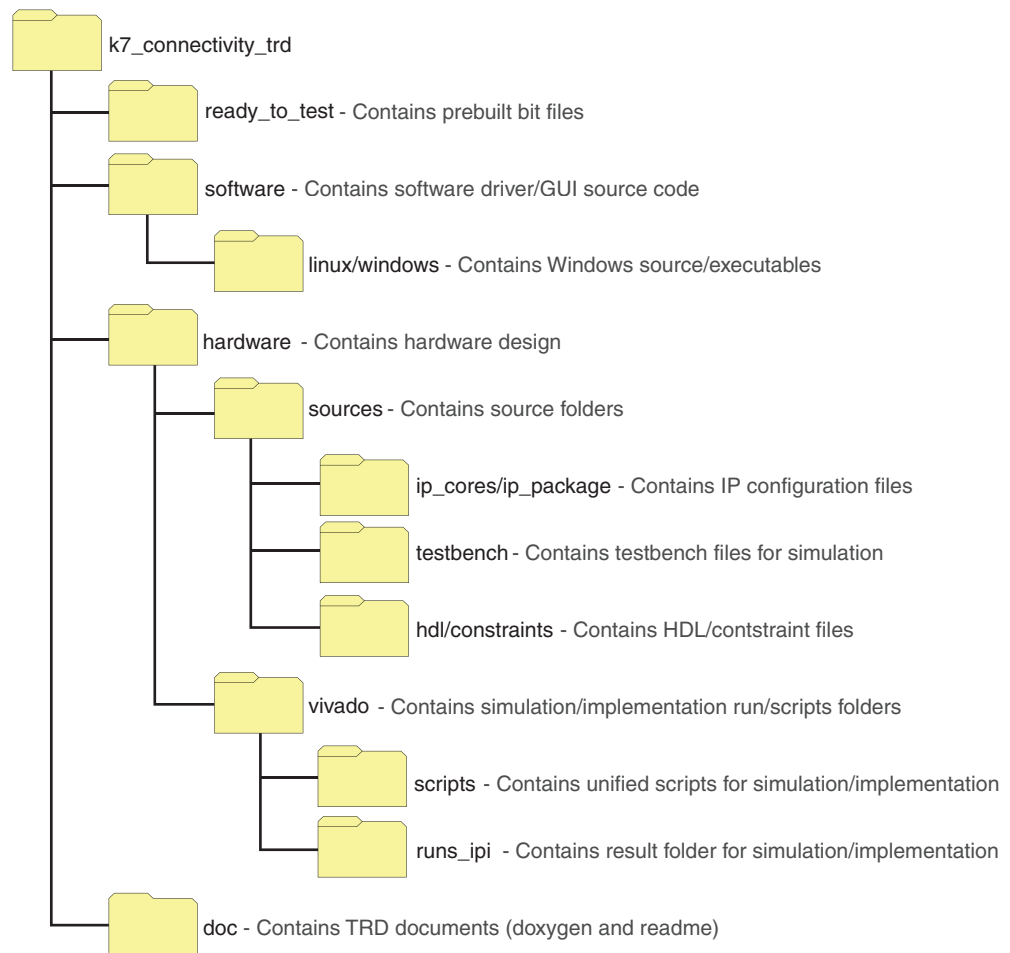 k7_connectivity_trd
ready_to_test - Contains prebuilt bit files
software - Contains software driver/GUI source code
linux/windows - Contains Windows source/executables
hardware - Contains hardware design
sources - Contains source folders
ip_cores/ip_package - Contains IP configuration files
testbench - Contains testbench files for simulation
hdl/constraints - Contains HDL/contstraint files
vivado - Contains simulation/implementation run/scripts folders
scripts - Contains unified scripts for simulation/implementation
runs_ipi - Contains result folder for simulation/implementation
doc - Contains TRD documents (doxygen and readme)